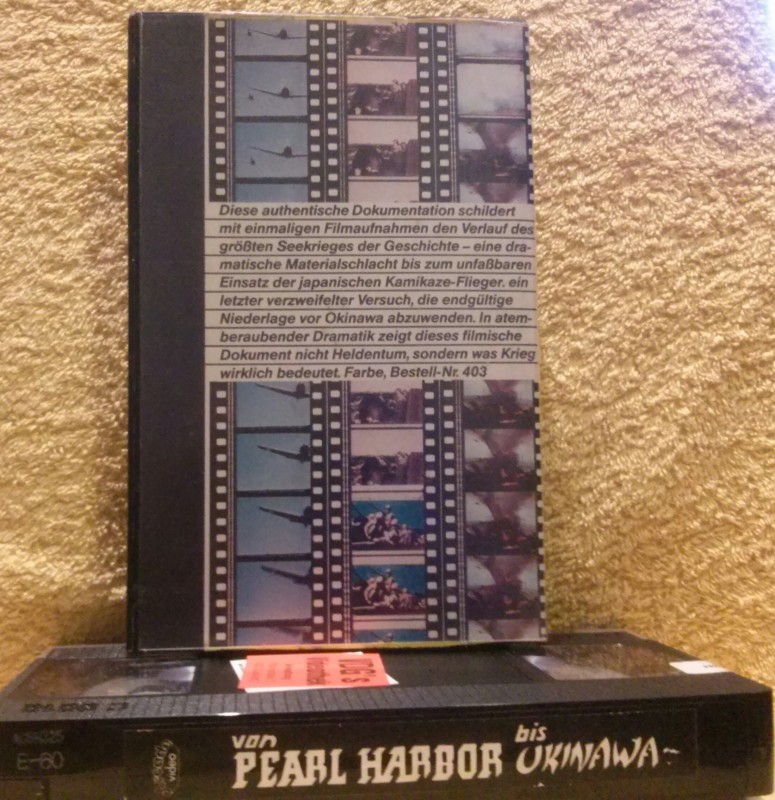 Diese authentische Dokumentation schildert
mit einmaligen Filmaufnahmen den Verlauf des
größten Seekrieges der Geschichte – eine dra-
matische Materialschlacht bis zum unfaßbaren
Einsatz der japanischen Kamikaze-Flieger. ein
letzter verzweifelter Versuch, die endgültige
Niederlage vor Okinawa abzuwenden. In atem-
beraubender Dramatik zeigt dieses filmische
Dokument nicht Heldentum, sondern was Krieg
wirklich bedeutet. Farbe, Bestell-Nr. 403
E-60
video
von
PEARL HARBOR
bis
OKINAWA